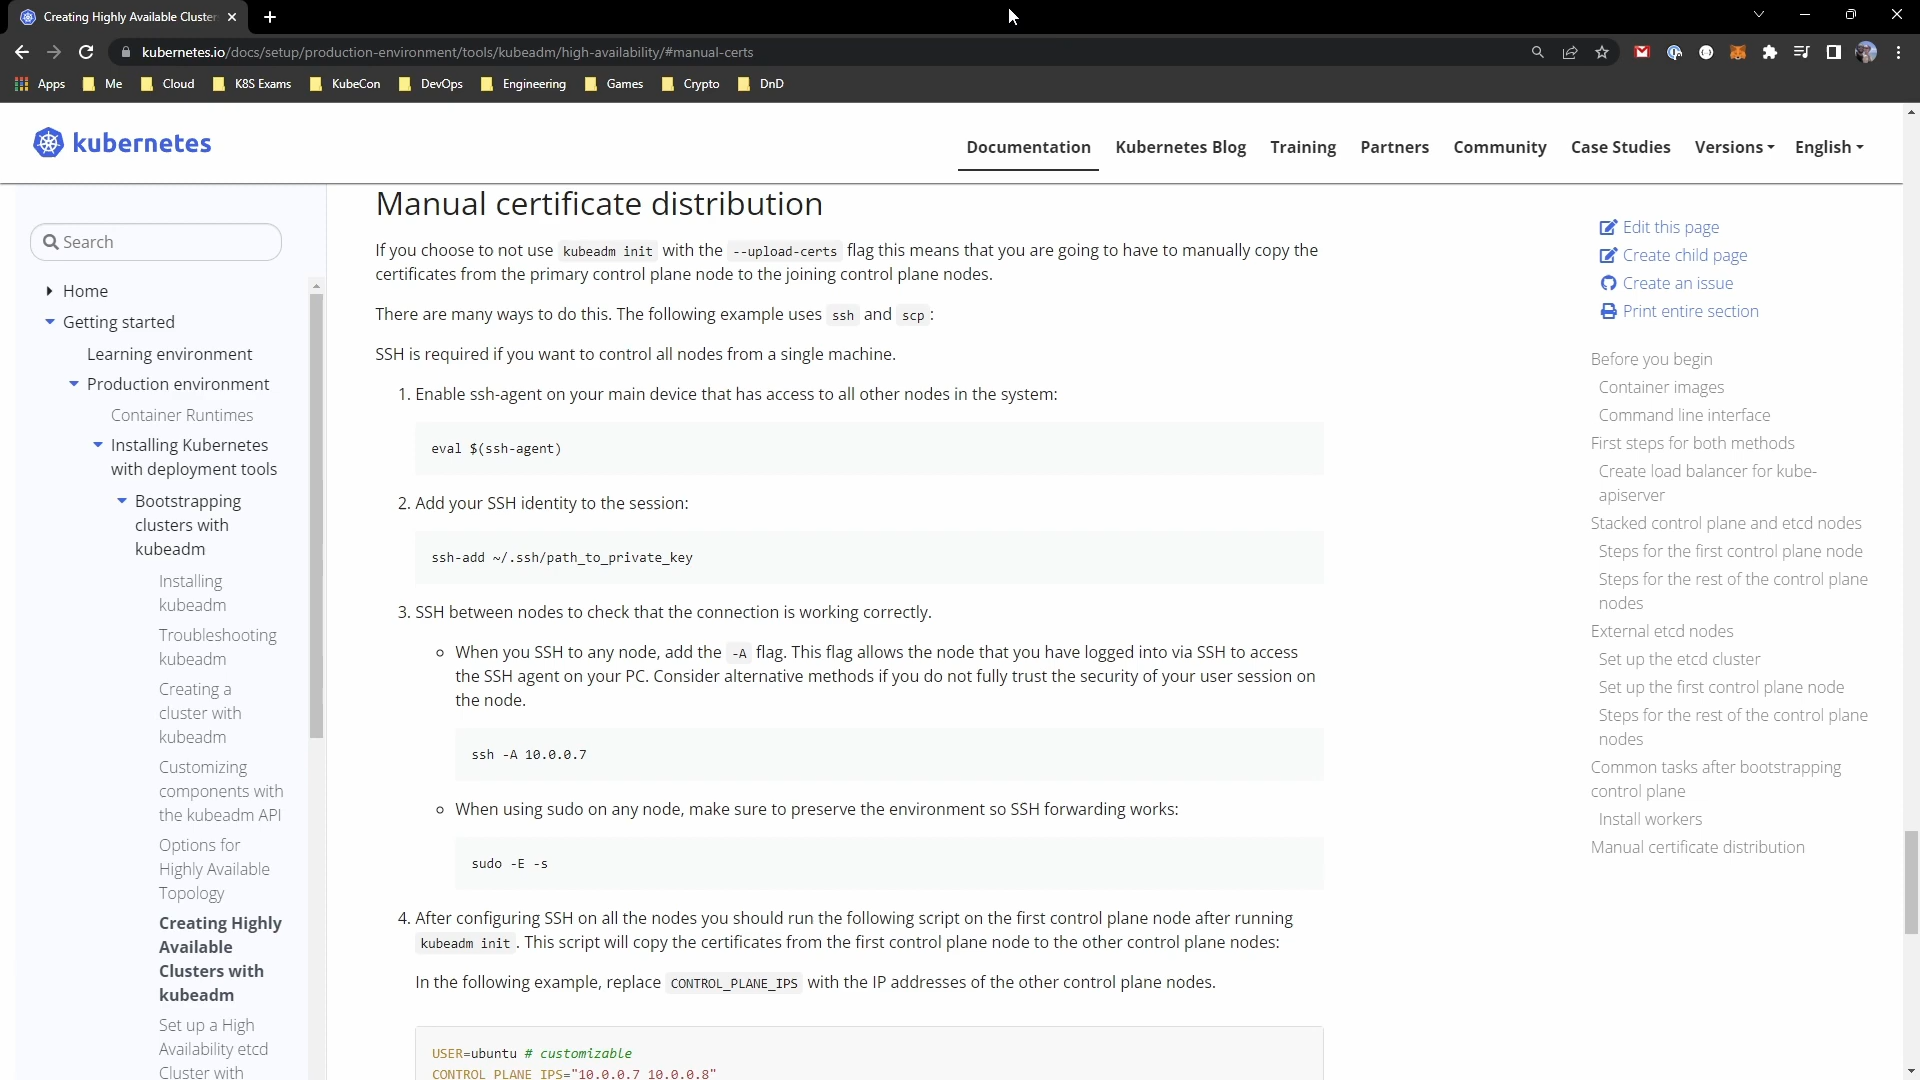 Creating Highly Available Cluster
kubernetes.io/docs/setup/production-environment/tools/kubeadm/high-availability/#manual-certs
Apps Me Cloud K8S Exams KubeCon DevOps Engineering Games Crypto DnD
kubernetes
Documentation Kubernetes Blog Training Partners Community Case Studies Versions English
Search
Home
Getting started
Learning environment
Production environment
Container Runtimes
Installing Kubernetes
with deployment tools
Bootstrapping
clusters with
kubeadm
Installing
kubeadm
Troubleshooting
kubeadm
Creating a
cluster with
kubeadm
Customizing
components with
the kubeadm API
Options for
Highly Available
Topology
Creating Highly
Available
Clusters with
kubeadm
Set up a High
Availability etcd
Cluster with
Manual certificate distribution
If you choose to not use kubeadm init with the --upload-certs flag this means that you are going to have to manually copy the
certificates from the primary control plane node to the joining control plane nodes.
There are many ways to do this. The following example uses ssh and scp:
SSH is required if you want to control all nodes from a single machine.
1. Enable ssh-agent on your main device that has access to all other nodes in the system:
eval $(ssh-agent)
2. Add your SSH identity to the session:
ssh-add ~/.ssh/path_to_private_key
3. SSH between nodes to check that the connection is working correctly.
When you SSH to any node, add the -A flag. This flag allows the node that you have logged into via SSH to access
the SSH agent on your PC. Consider alternative methods if you do not fully trust the security of your user session on
the node.
ssh -A 10.0.0.7
When using sudo on any node, make sure to preserve the environment so SSH forwarding works:
sudo -E -s
4. After configuring SSH on all the nodes you should run the following script on the first control plane node after running
kubeadm init. This script will copy the certificates from the first control plane node to the other control plane nodes:
In the following example, replace CONTROL_PLANE_IPS with the IP addresses of the other control plane nodes.
USER=ubuntu # customizable
CONTROL_PLANE_IPS="10.0.0.7 10.0.0.8"
Edit this page
Create child page
Create an issue
Print entire section
Before you begin
Container images
Command line interface
First steps for both methods
Create load balancer for kube-
apiserver
Stacked control plane and etcd nodes
Steps for the first control plane node
Steps for the rest of the control plane
nodes
External etcd nodes
Set up the etcd cluster
Set up the first control plane node
Steps for the rest of the control plane
nodes
Common tasks after bootstrapping
control plane
Install workers
Manual certificate distribution